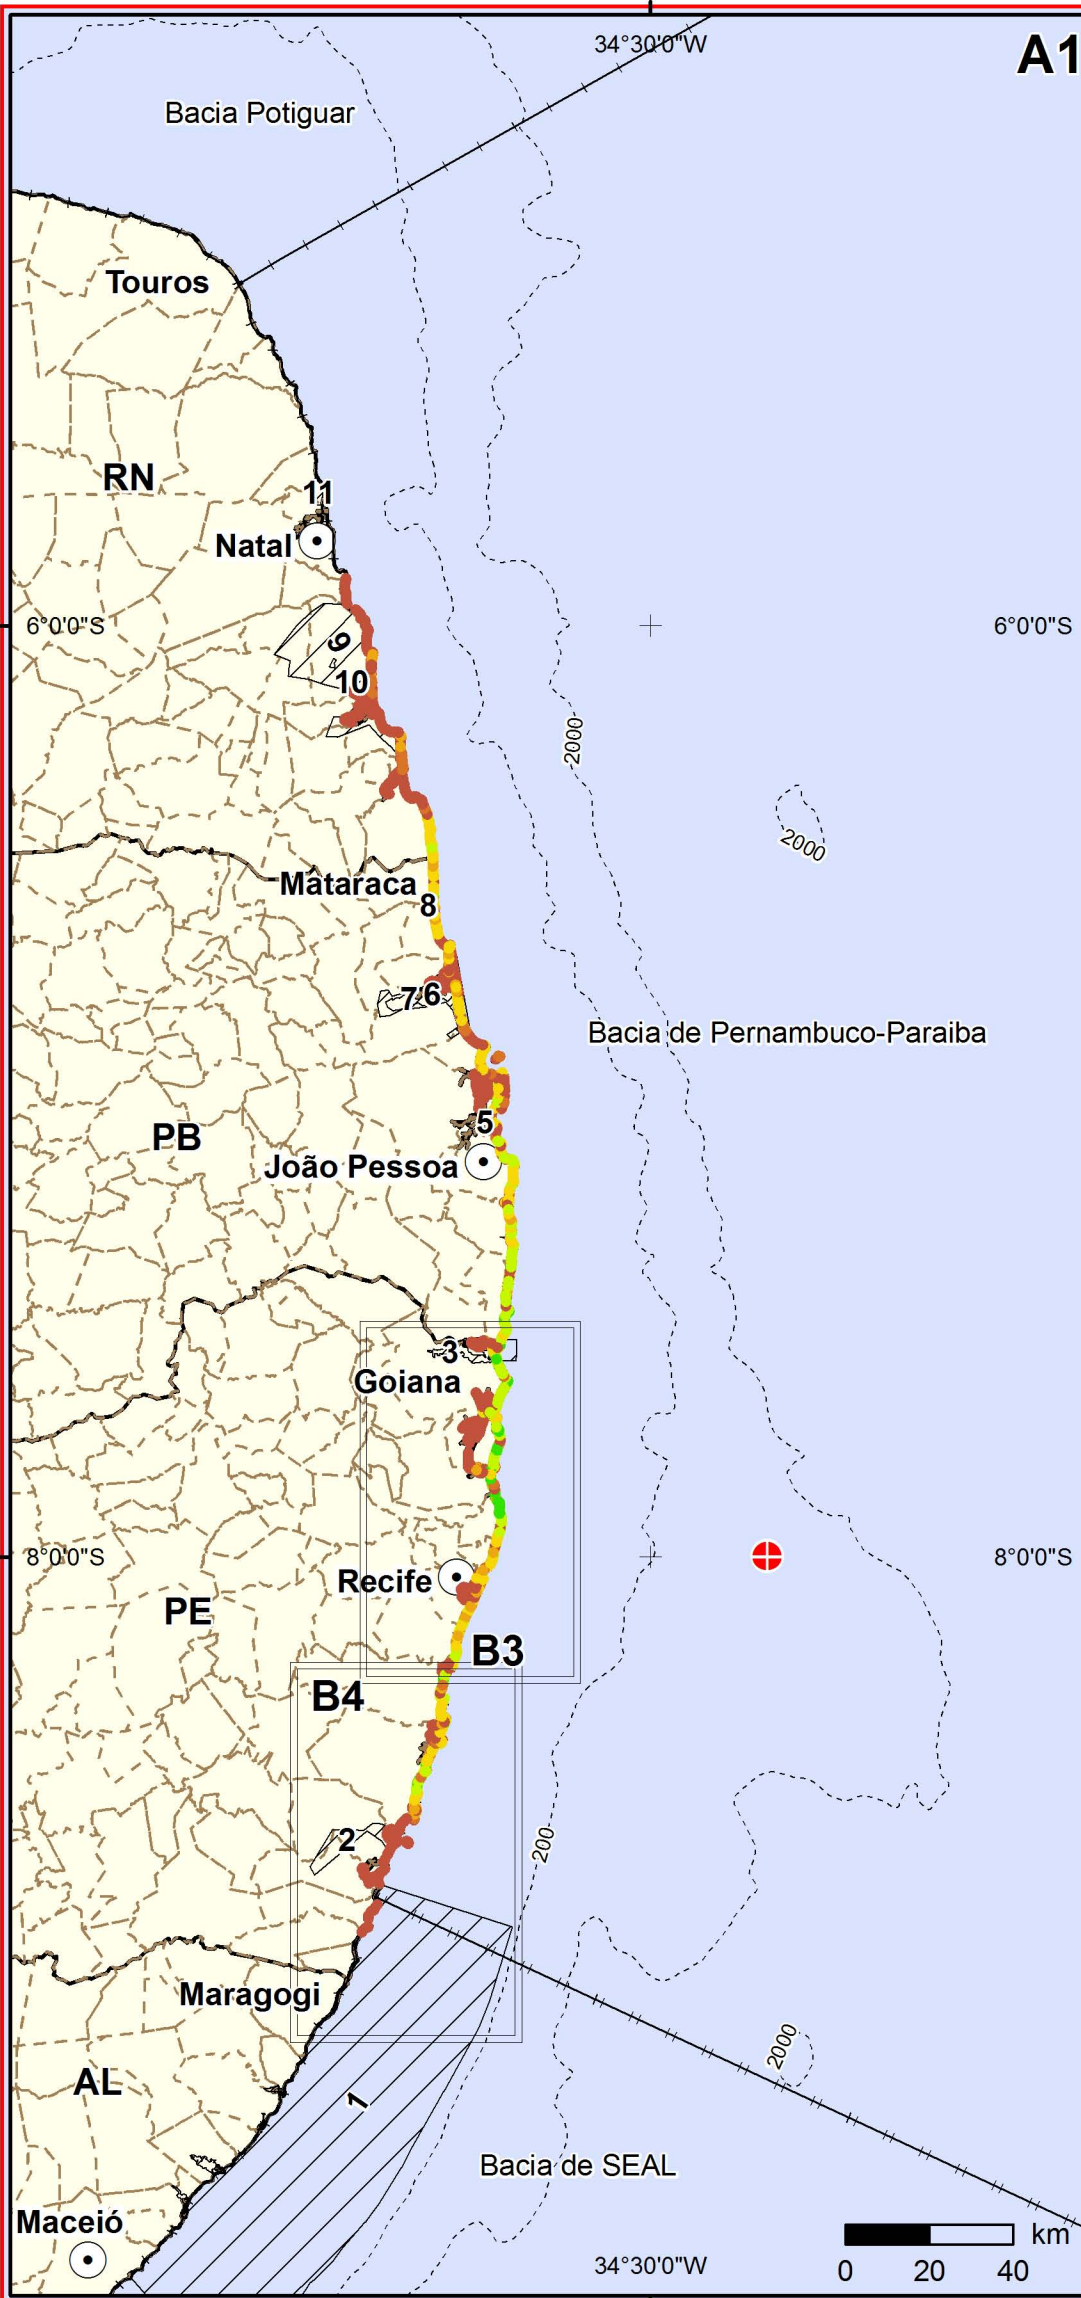 34°30'0"W
A1
Bacia Potiguar
Touros
RN
11
Natal
6°0'0"S
6°0'0"S
9
10
2000
2000
Mataraca
8
7
6
Bacia de Pernambuco-Paraiba
5
PB
João Pessoa
3
Goiana
8°0'0"S
8°0'0"S
Recife
PE
B3
B4
2
200
Maragogi
2000
AL
1
Bacia de SEAL
Maceió
km
34°30'0"W
0 20 40